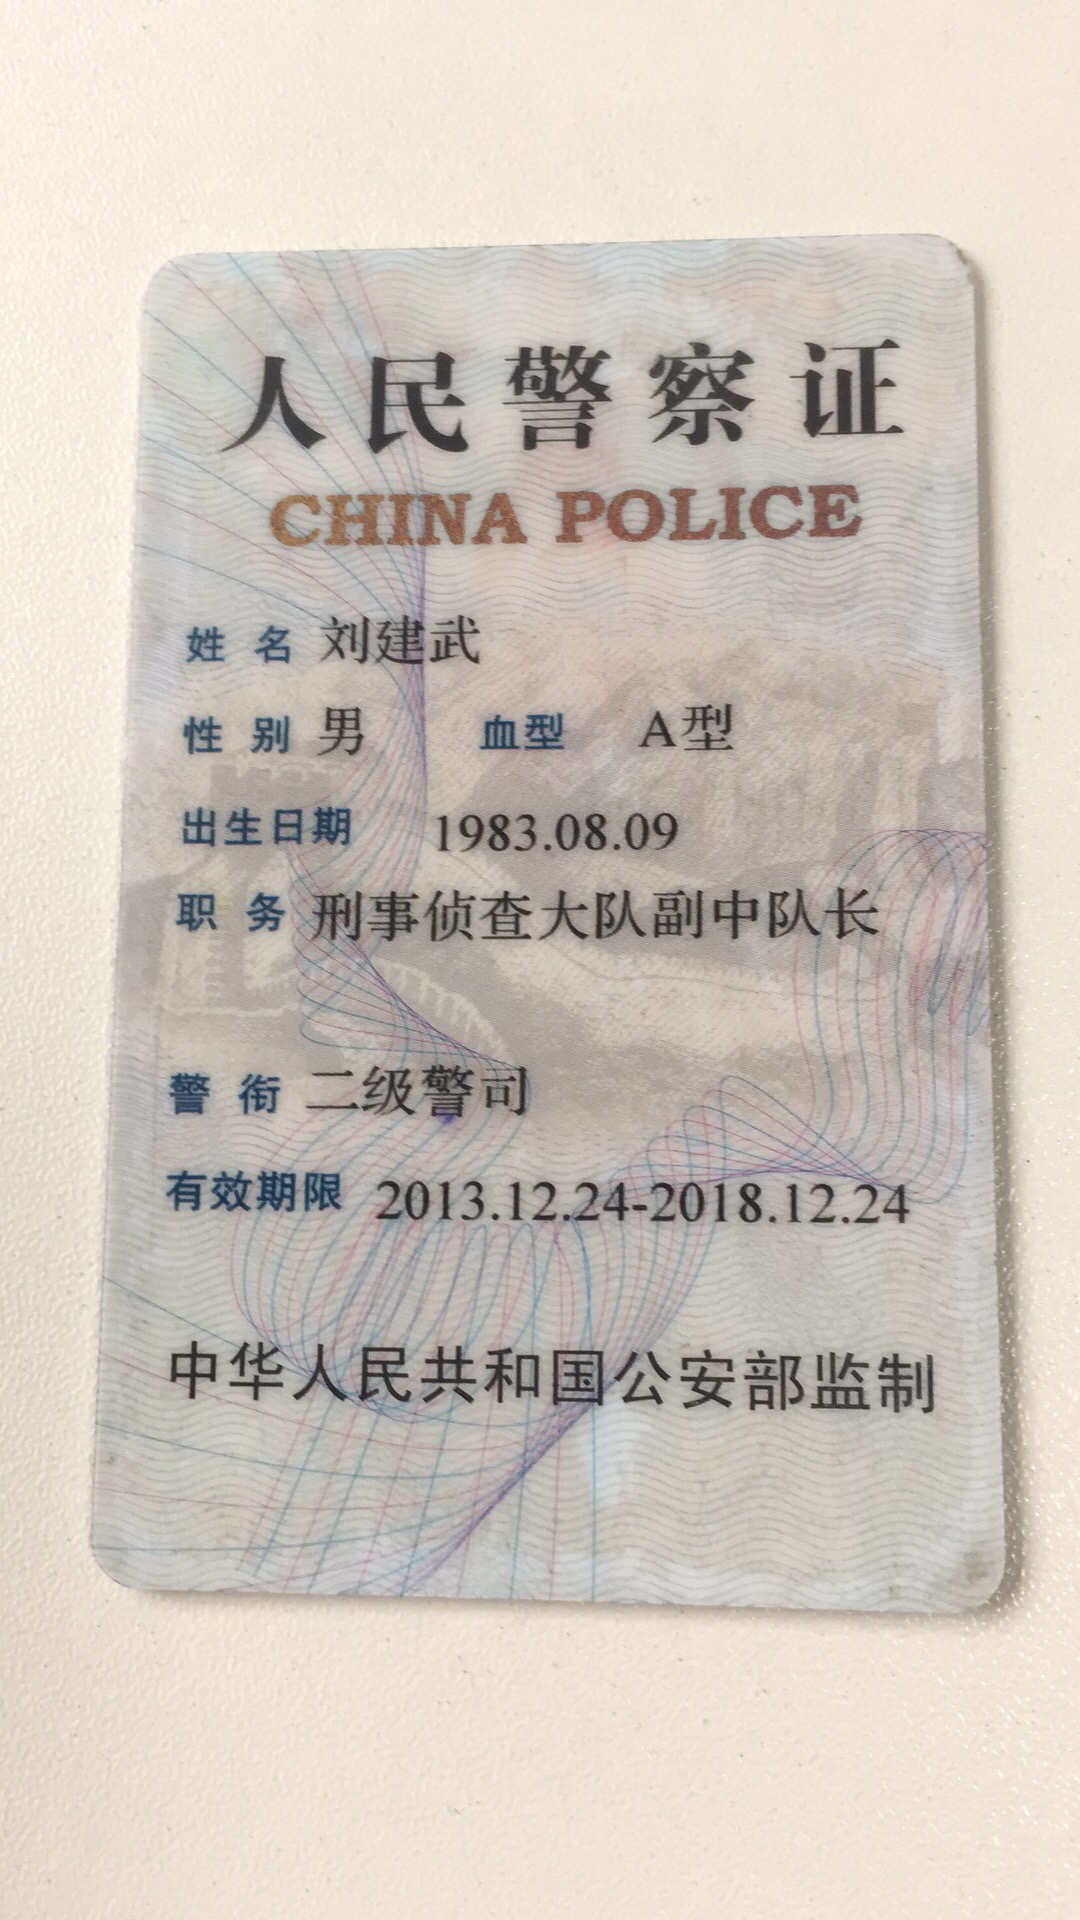 人民警察证
CHINA POLICE
姓名 刘建武
性别 男 血型 A型
出生日期 1983.08.09
职务 刑事侦查大队副中队长
警衔 二级警司
有效期限 2013.12.24-2018.12.24
中华人民共和国公安部监制